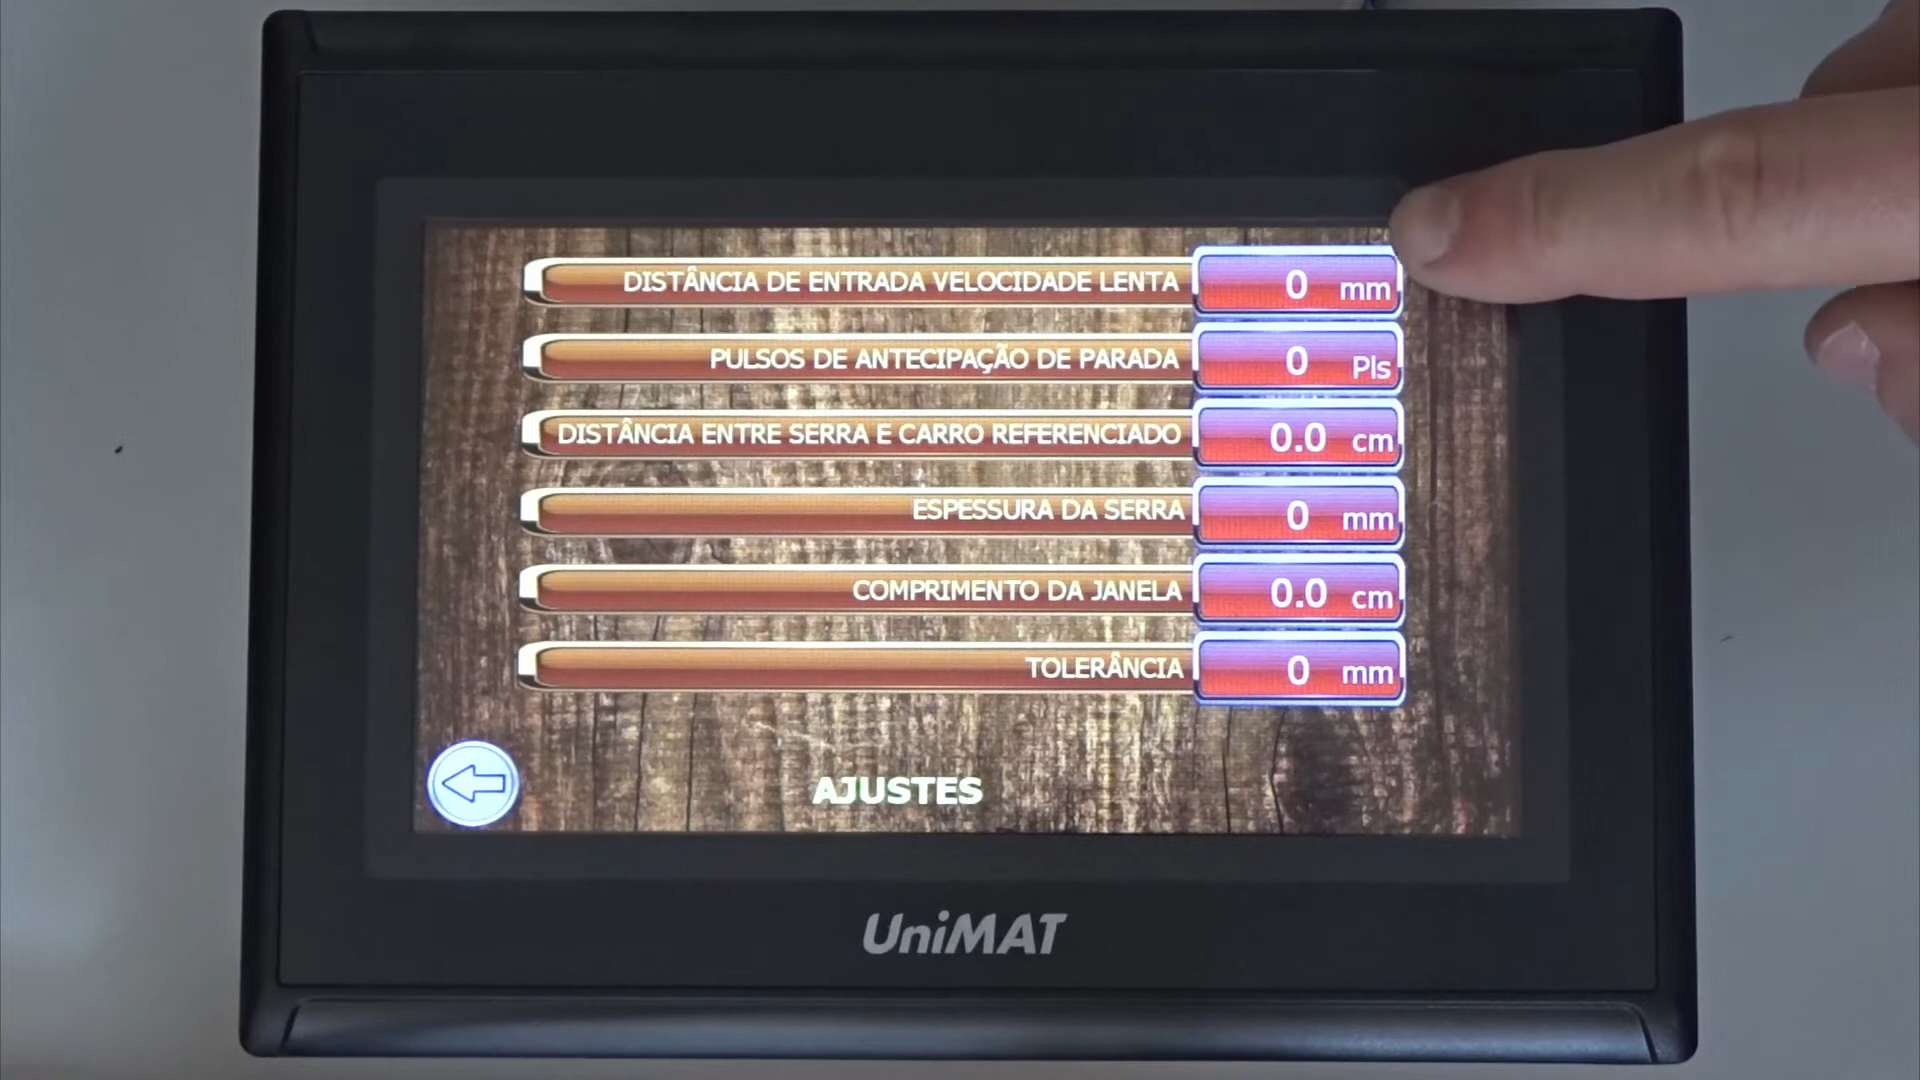 DISTÂNCIA DE ENTRADA VELOCIDADE LENTA 0 mm
PULSOS DE ANTECIPAÇÃO DE PARADA 0 Pls
DISTÂNCIA ENTRE SERRA E CARRO REFERENCIADO 0.0 cm
ESPESSURA DA SERRA 0 mm
COMPRIMENTO DA JANELA 0.0 cm
TOLERÂNCIA 0 mm
AJUSTES
UniMAT